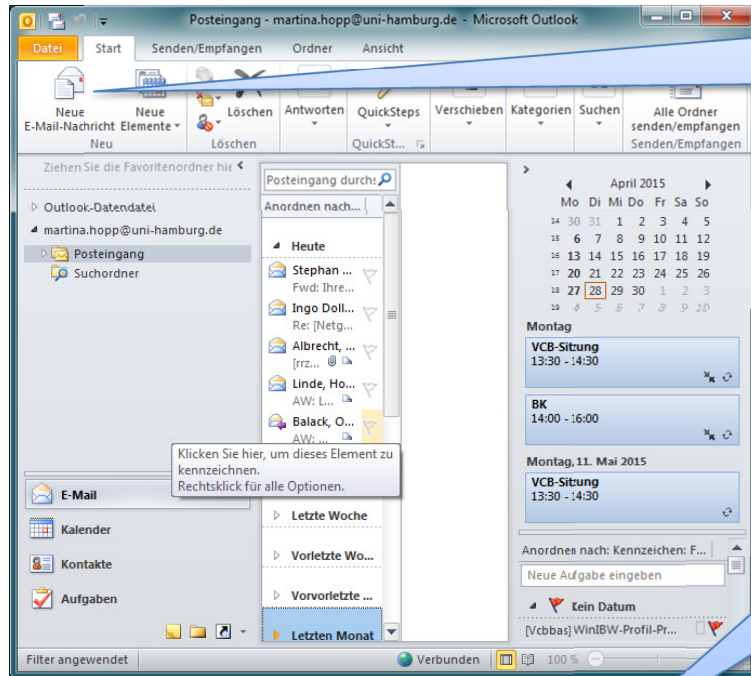 Posteingang - martina.hopp@uni-hamburg.de - Microsoft Outlook
Datei Start Senden/Empfangen Ordner Ansicht
Neue E-Mail-Nachricht
Neue Elemente
Löschen
Antworten
QuickSteps
Verschieben
Kategorien
Suchen
Alle Ordner senden/empfangen
Neu
Löschen
QuickSt...
Senden/Empfangen
Ziehen Sie die Favoritenordner hie
Outlook-Datendatei
martina.hopp@uni-hamburg.de
Posteingang
Suchordner
E-Mail
Kalender
Kontakte
Aufgaben
Posteingang durchs
Anordnen nach...
Heute
Stephan ...
Fwd: Ihre...
Ingo Doll...
Re: [Netg...
Albrecht, ...
[rrz...
Linde, Ho...
AW: L...
Balack, O...
AW: ...
Klicken Sie hier, um dieses Element zu
kennzeichnen.
Rechtsklick für alle Optionen.
Letzte Woche
Vorletzte Wo...
Vorvorletzte ...
Letzten Monat
April 2015
Mo Di Mi Do Fr Sa So
14 30 31 1 2 3 4 5
15 6 7 8 9 10 11 12
16 13 14 15 16 17 18 19
17 20 21 22 23 24 25 26
18 27 28 29 30 1 2 3
19 4 5 6 7 8 9 10
Montag
VCB-Sitzung
13:30 - 14:30
BK
14:00 - 16:00
Montag, 11. Mai 2015
VCB-Sitzung
13:30 - 14:30
Anordnen nach: Kennzeichen: F...
Neue Aufgabe eingeben
Kein Datum
[Vcbbas] WinIBW-Profil-Pr...
Filter angewendet
Verbunden
100 %